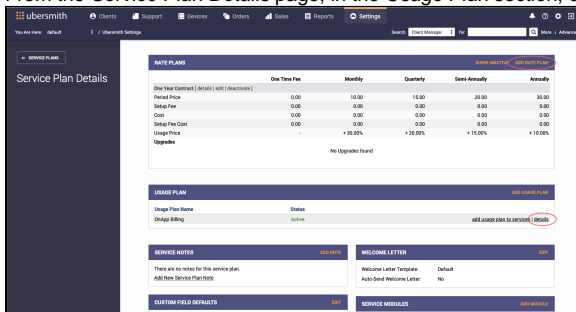 From the Service Plan Details page, in the Usage Plan section, c
ubersmith Clients Support Devices Orders Sales Reports Settings
You Are Here: default / Ubersmith Settings Search Client Manager for More | Advance
← SERVICE PLANS
Service Plan Details
RATE PLANS SHOW INACTIVE ADD RATE PLAN
One Time Fee Monthly Quarterly Semi-Annually Annually
One Year Contract [ details | edit | deactivate ]
Period Price 0.00 10.00 15.00 20.00 30.00
Setup Fee 0.00 0.00 0.00 0.00 0.00
Cost 0.00 0.00 0.00 0.00 0.00
Setup Fee Cost 0.00 0.00 0.00 0.00 0.00
Usage Price - + 30.00% + 20.00% + 15.00% + 10.00%
Upgrades
No Upgrades found
USAGE PLAN ADD USAGE PLAN
Usage Plan Name Status
OnApp Billing Active add usage plan to services | details
SERVICE NOTES ADD NOTE
There are no notes for this service plan.
Add New Service Plan Note
WELCOME LETTER EDIT
Welcome Letter Template: Default
Auto-Send Welcome Letter: No
CUSTOM FIELD DEFAULTS EDIT
SERVICE MODULES ADD MODULE